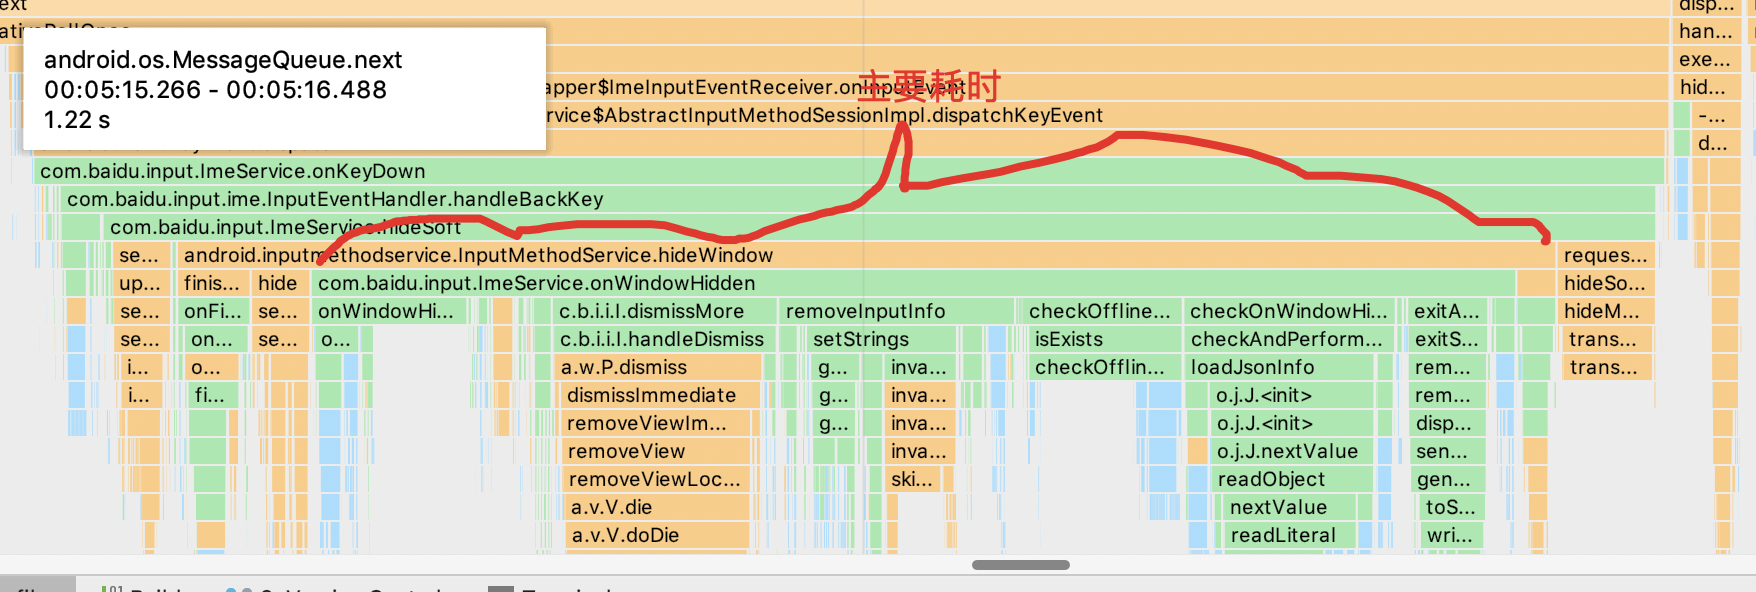 ext
disp...
han...
android.os.MessageQueue.next
00:05:15.266 - 00:05:16.488
1.22 s
exe...
主要耗时
apper$ImeInputEventReceiver.onInputEvent
hid...
rvice$AbstractInputMethodSessionImpl.dispatchKeyEvent
-...
d...
com.baidu.input.ImeService.onKeyDown
com.baidu.input.ime.InputEventHandler.handleBackKey
com.baidu.input.ImeService.hideSoft
se... android.inputmethodservice.InputMethodService.hideWindow reques...
up... finis... hide com.baidu.input.ImeService.onWindowHidden hideSo...
se... onFi... se... onWindowHi... c.b.i.i.l.dismissMore removeInputInfo checkOffline... checkOnWindowHi... exitA... hideM...
se... on... se... o... c.b.i.i.l.handleDismiss setStrings isExists checkAndPerform... exitS... trans...
i... o... a.w.P.dismiss g... inva... checkOfflin... loadJsonInfo rem... trans...
i... fi... dismissImmediate g... inva... o.j.J.<init> rem...
removeViewIm... g... inva... o.j.J.<init> disp...
removeView inva... o.j.J.nextValue sen...
removeViewLoc... ski... readObject gen...
a.v.V.die nextValue toS...
a.v.V.doDie readLiteral wri...